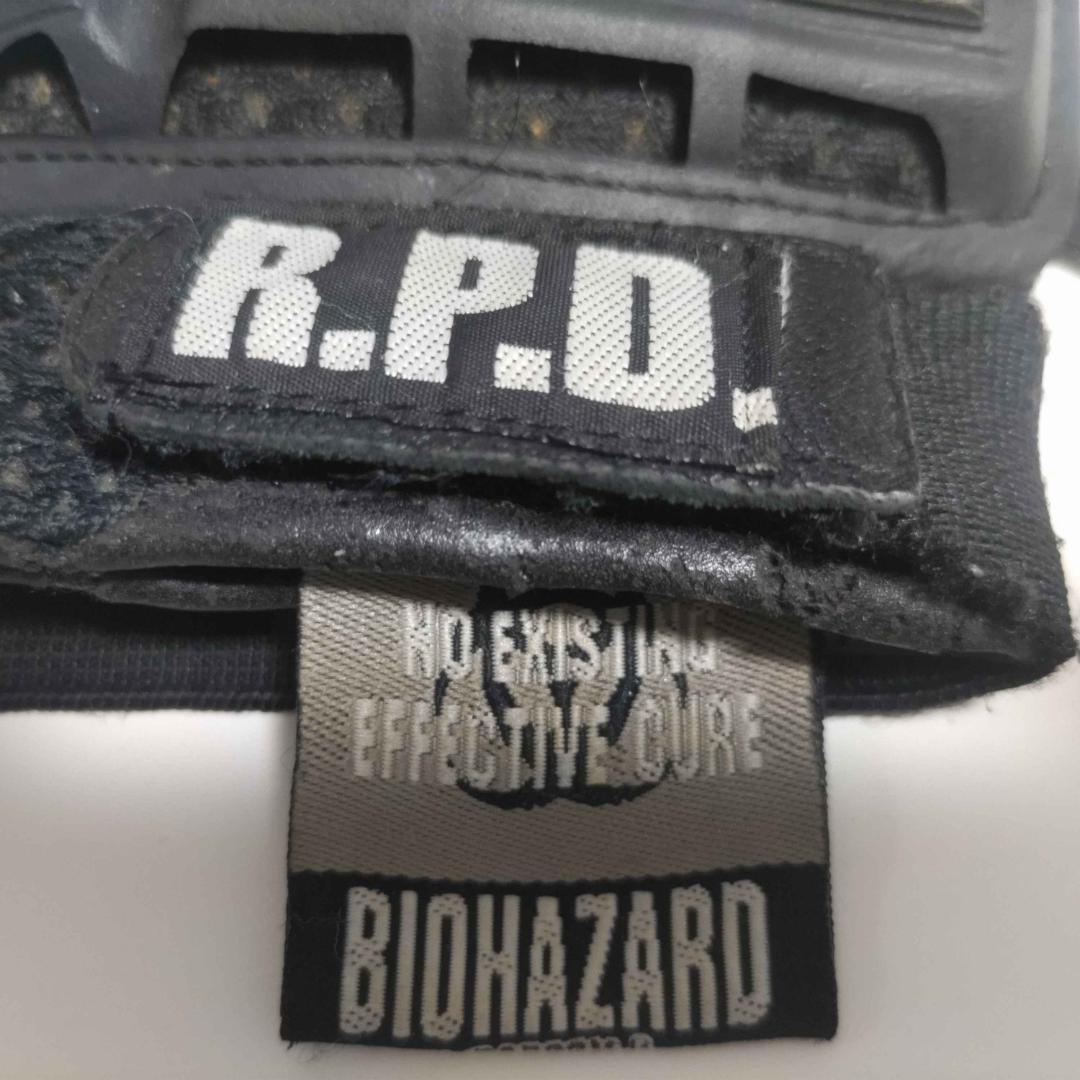 R.P.D.
NO EXISTING
EFFECTIVE CURE
BIOHAZARD